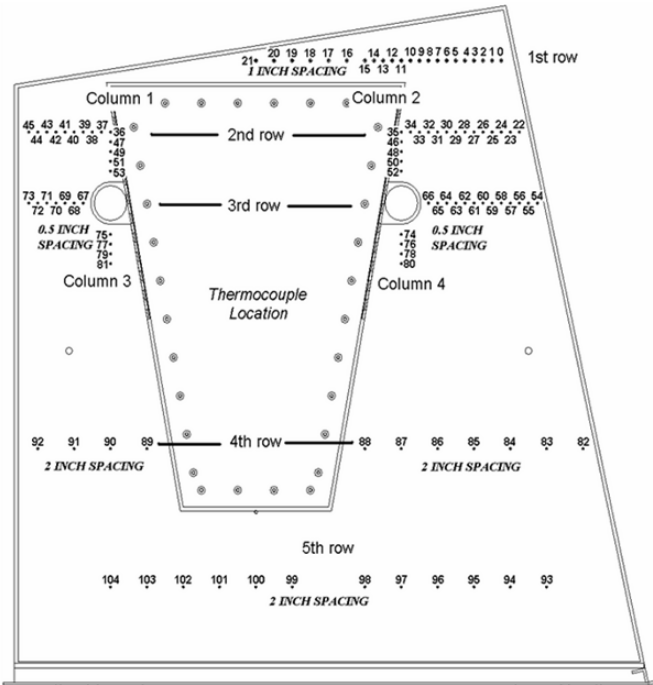 20 19 18 17 16 14 12 10 9 8 7 6 5 4 3 2 1 0
21 15 13 11
1st row
1 INCH SPACING
Column 1
Column 2
45 43 41 39 37
44 42 40 38
36
47
49
51
53
2nd row
35
46
48
50
52
34 32 30 28 26 24 22
33 31 29 27 25 23
73 71 69 67
72 70 68
3rd row
66 64 62 60 58 56 54
65 63 61 59 57 55
0.5 INCH
SPACING
0.5 INCH
SPACING
75
77
79
81
74
76
78
80
Column 3
Column 4
Thermocouple
Location
92 91 90 89
4th row
88 87 86 85 84 83 82
2 INCH SPACING
2 INCH SPACING
5th row
104 103 102 101 100 99 98 97 96 95 94 93
2 INCH SPACING